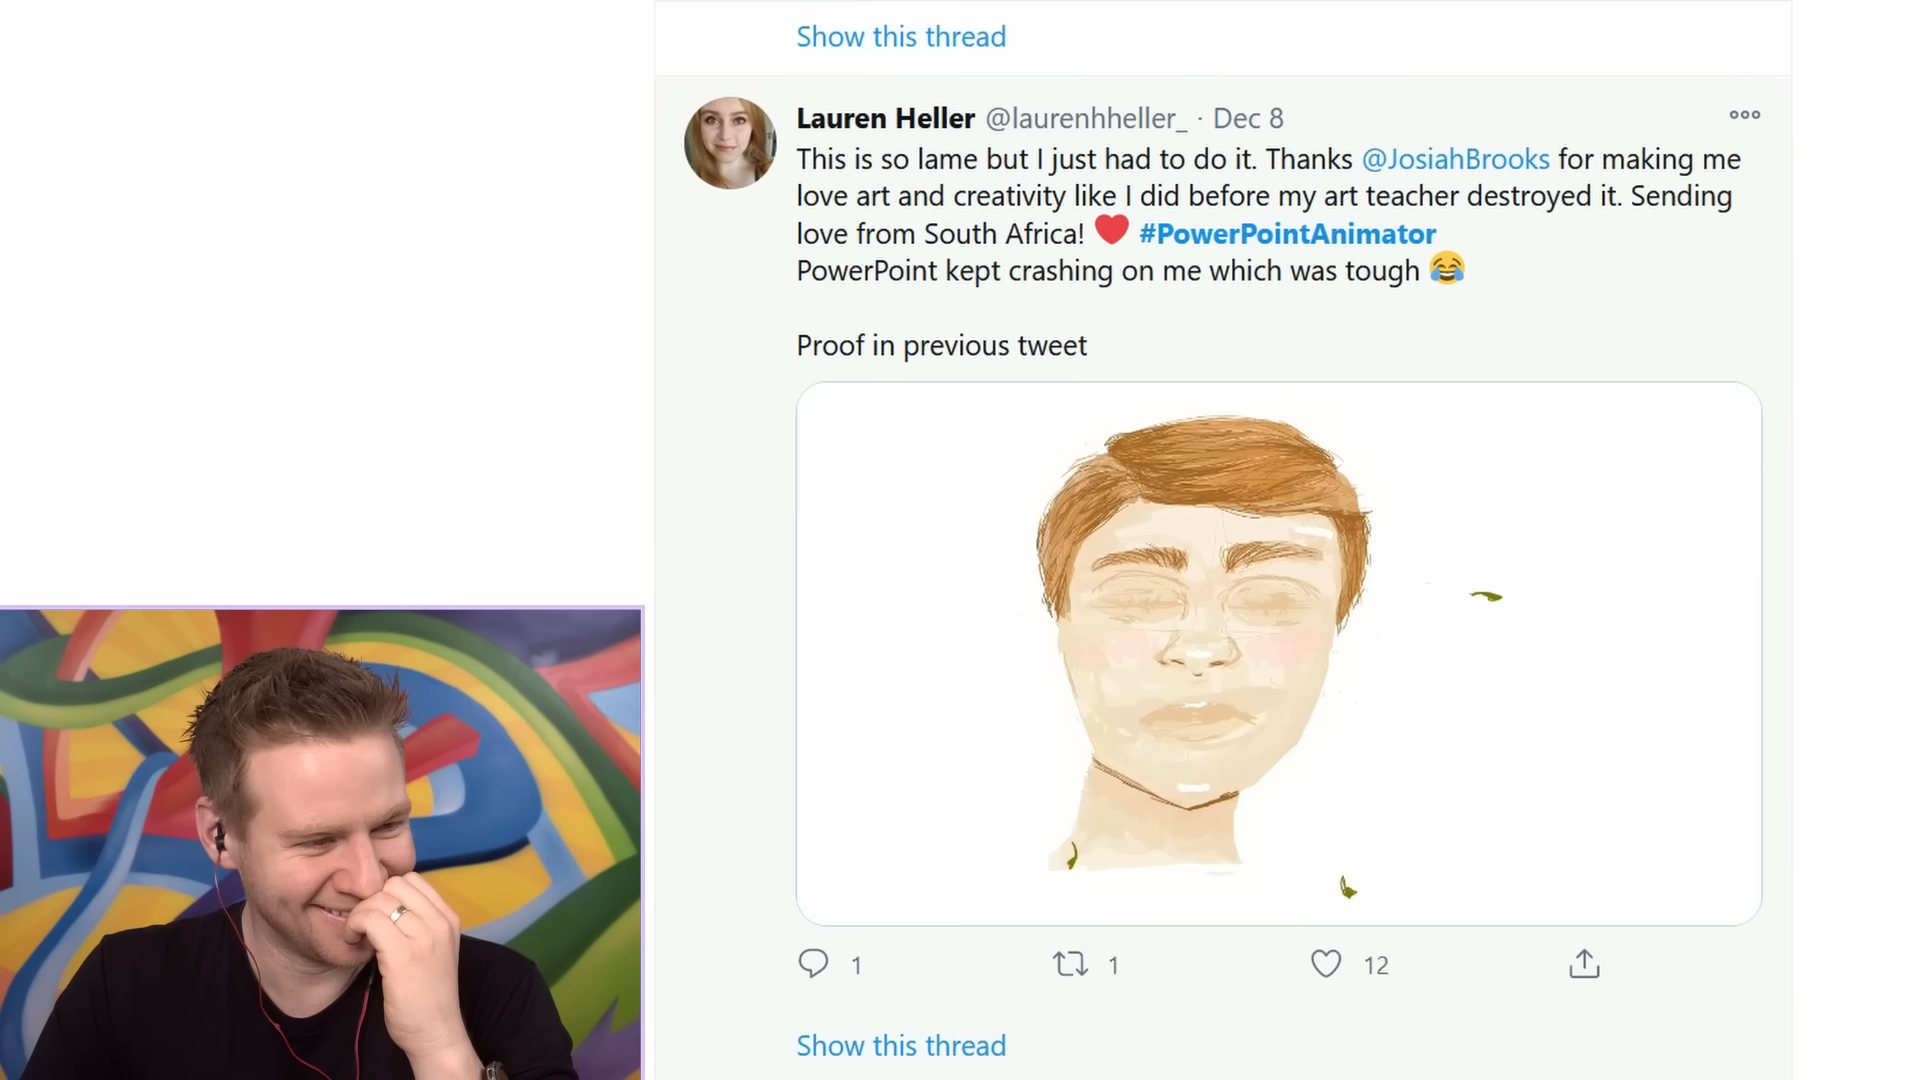 Show this thread
Lauren Heller @laurenhheller_ · Dec 8
This is so lame but I just had to do it. Thanks @JosiahBrooks for making me
love art and creativity like I did before my art teacher destroyed it. Sending
love from South Africa! ❤️ #PowerPointAnimator
PowerPoint kept crashing on me which was tough 😂
Proof in previous tweet
1 1 12
Show this thread